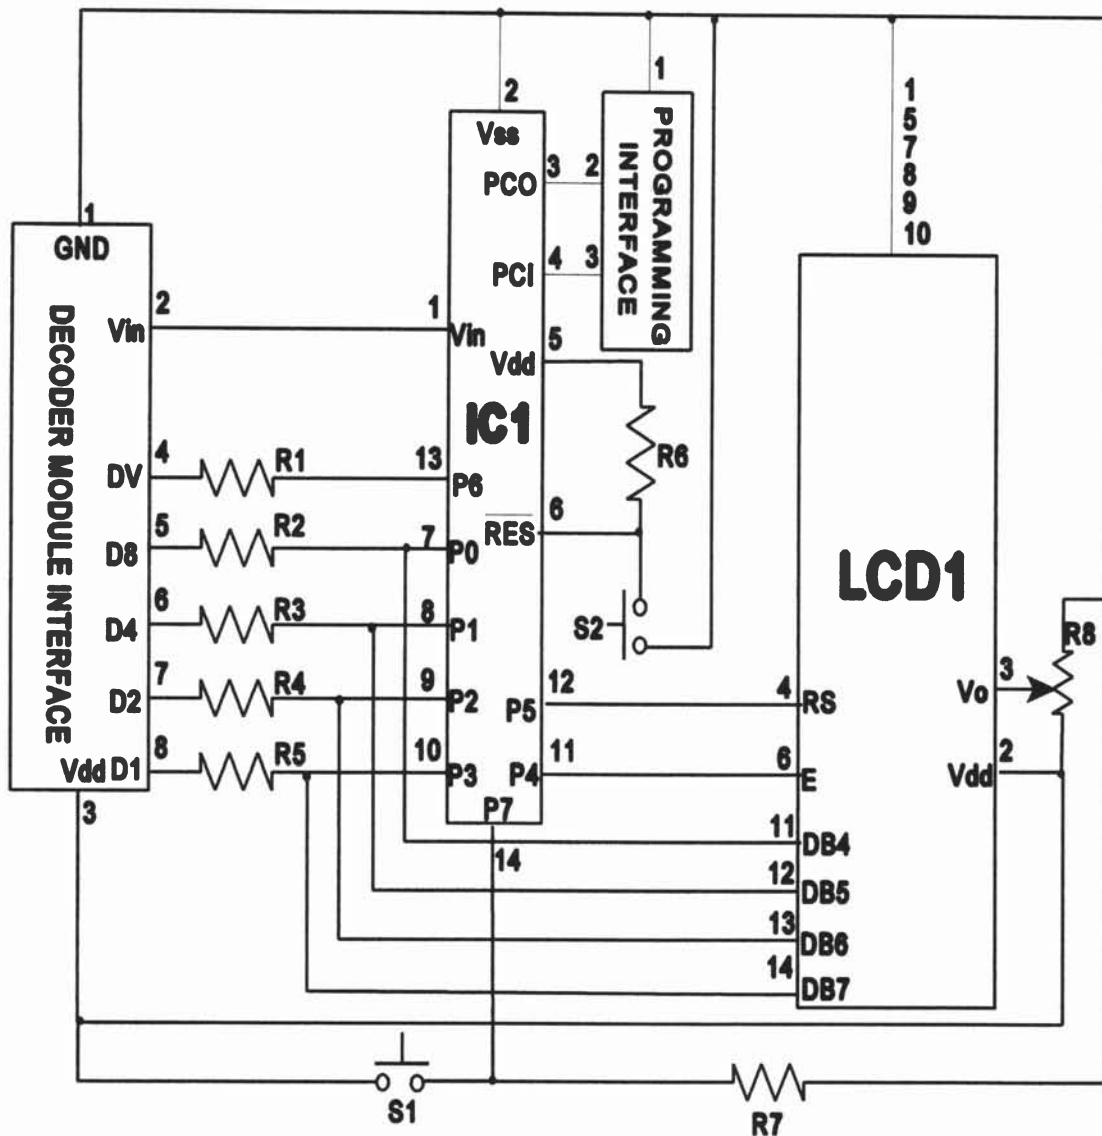 1
GND
DECODER MODULE INTERFACE
2
Vin
4
DV
5
D8
6
D4
7
D2
8
Vdd D1
3
R1
R2
R3
R4
R5
2
Vss
3
PCO
4
PCI
1
Vin
5
Vdd
IC1
13
P6
6
RES
7
P0
8
P1
9
P2
12
P5
10
P3
11
P4
P7
14
1
2
3
PROGRAMMING
INTERFACE
R6
S2
1
5
7
8
9
10
LCD1
4
RS
6
E
11
DB4
12
DB5
13
DB6
14
DB7
3
Vo
2
Vdd
R8
S1
R7